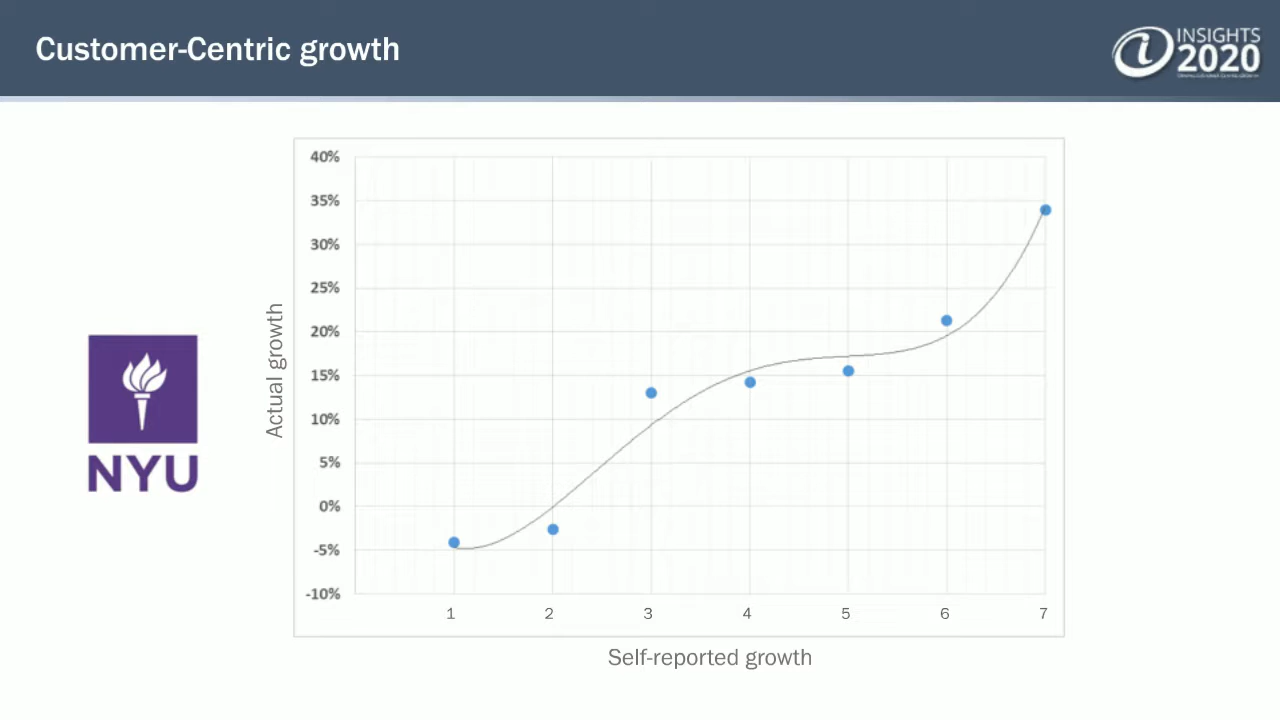 Customer-Centric growth
INSIGHTS
2020
40%
35%
30%
25%
20%
15%
10%
5%
0%
-5%
-10%
Actual growth
1 2 3 4 5 6 7
Self-reported growth
NYU